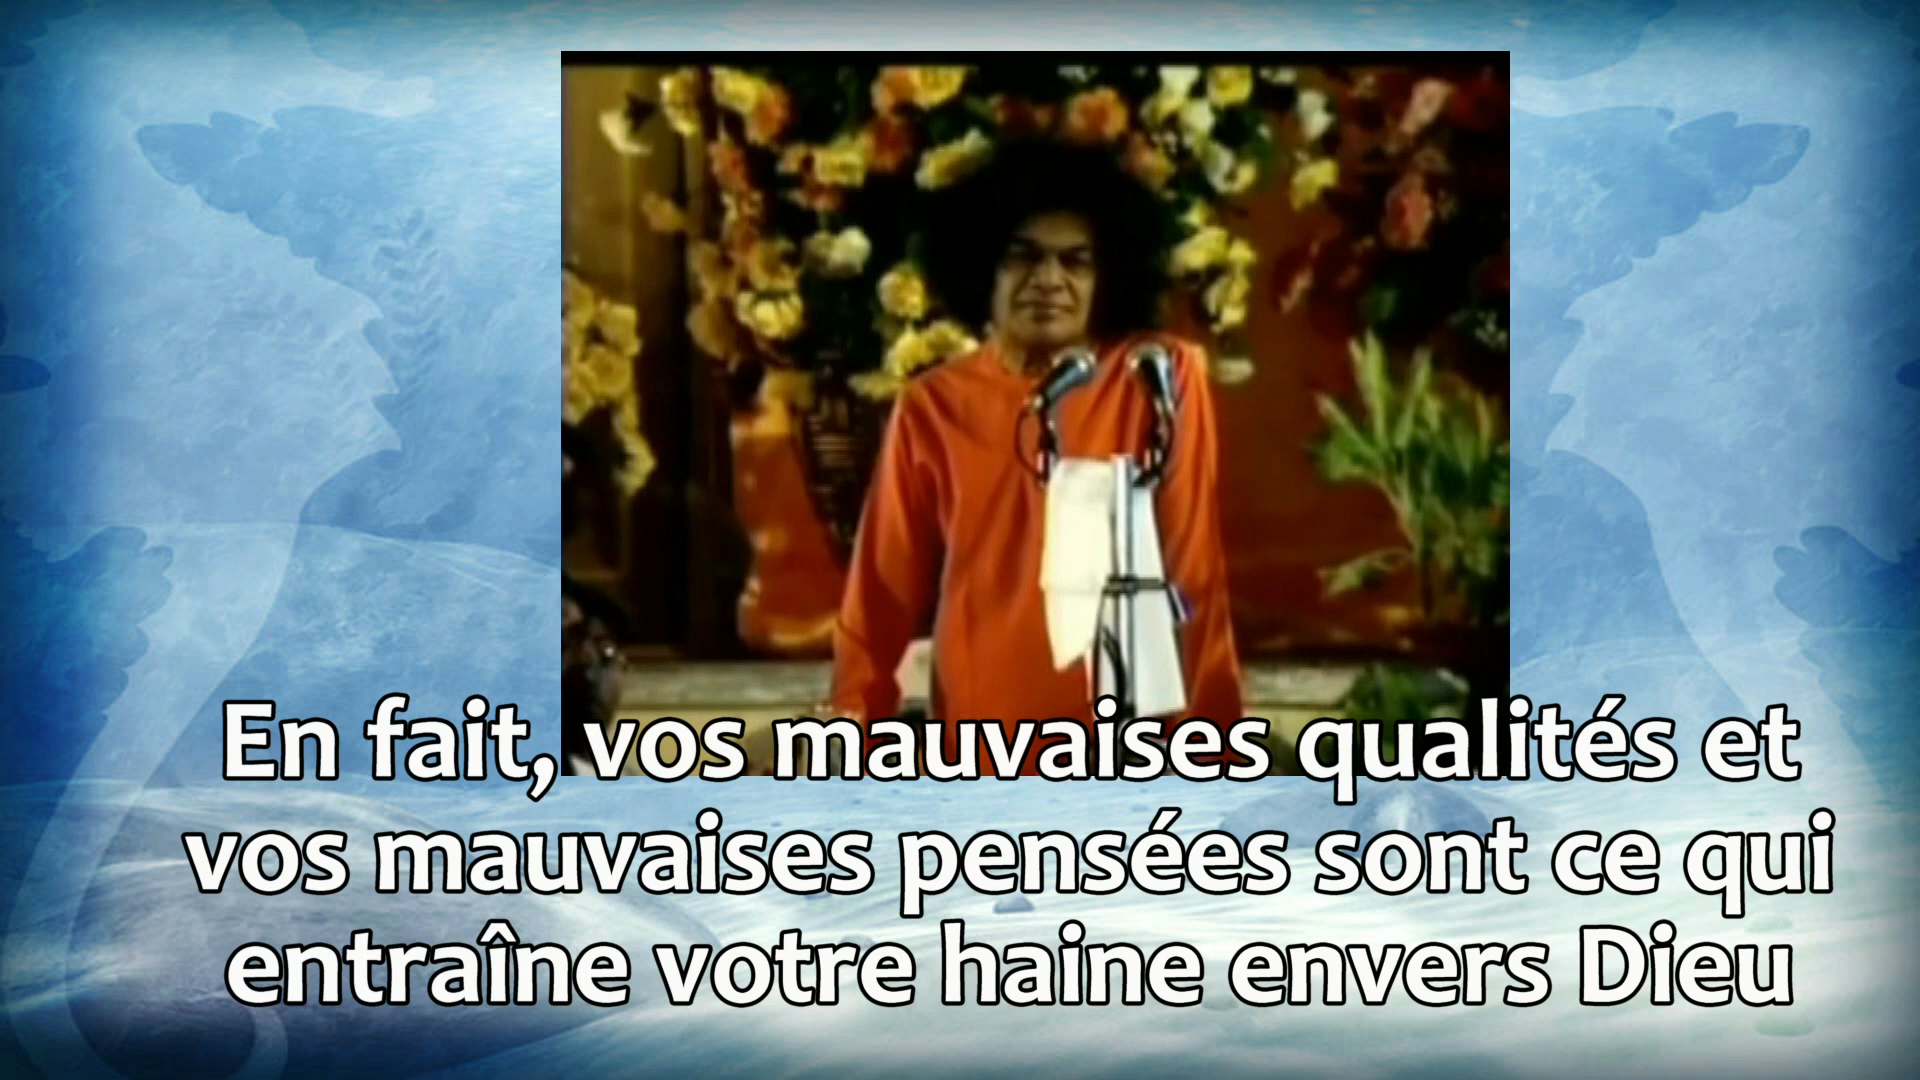 En fait, vos mauvaises qualités et
vos mauvaises pensées sont ce qui
entraîne votre haine envers Dieu